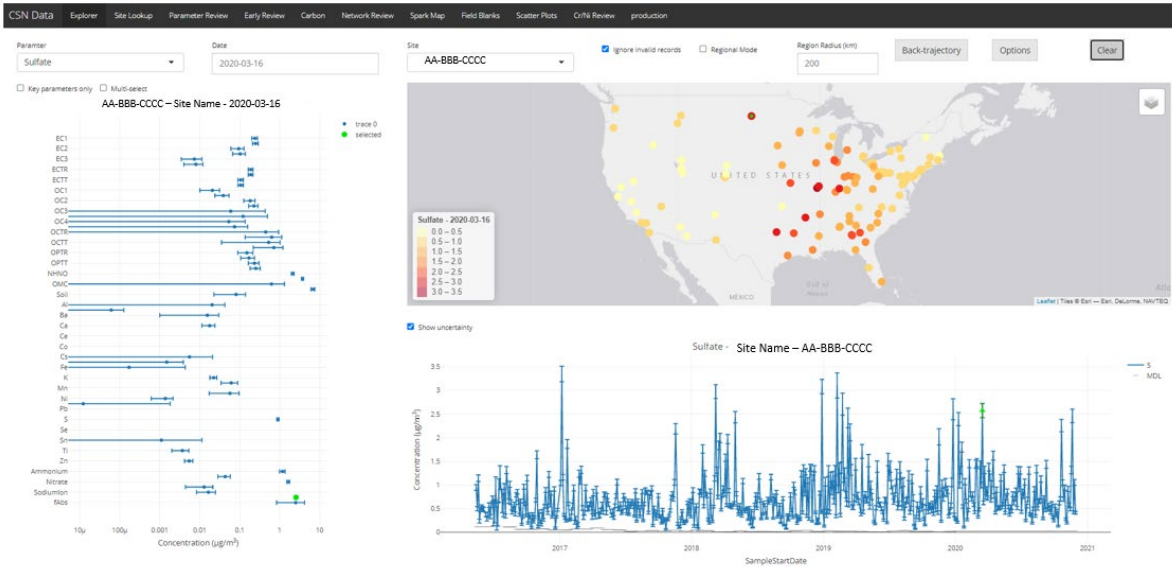 CSN Data Explorer Site Lookup Parameter Review Early Review Carbon Network Review Spark Map Field Blanks Scatter Plots Cr/Ni Review production
Paramter
Sulfate
Date
2020-03-16
Site
AA-BBB-CCCC
Ignore invalid records
Regional Mode
Region Radius (km)
200
Back-trajectory
Options
Clear
Key parameters only
Multi-select
AA-BBB-CCCC – Site Name - 2020-03-16
trace 0
selected
EC1
EC2
EC3
ECTR
ECTT
OC1
OC2
OC3
OC4
OCTR
OCTT
OPTR
OPTT
NHNO
OMC
Soil
Al
Ba
Ca
Ce
Co
Cs
Fe
K
Mn
Ni
Pb
S
Se
Sn
Ti
Zn
Ammonium
Nitrate
SodiumIon
10μ 100μ 0.001 0.01 0.1 1 10
Concentration (μg/m³)
UNITED STATES
MÉXICO
Gulf of
Mexico
Sulfate - 2020-03-16
0.0 – 0.5
0.5 – 1.0
1.0 – 1.5
1.5 – 2.0
2.0 – 2.5
2.5 – 3.0
3.0 – 3.5
Leaflet | Tiles © Esri — Esri, DeLorme, NAVTEQ
Show uncertainty
Sulfate - Site Name – AA-BBB-CCCC
S
MDL
3.5
3
2.5
2
1.5
1
0.5
0
Concentration (μg/m³)
2017 2018 2019 2020 2021
SampleStartDate